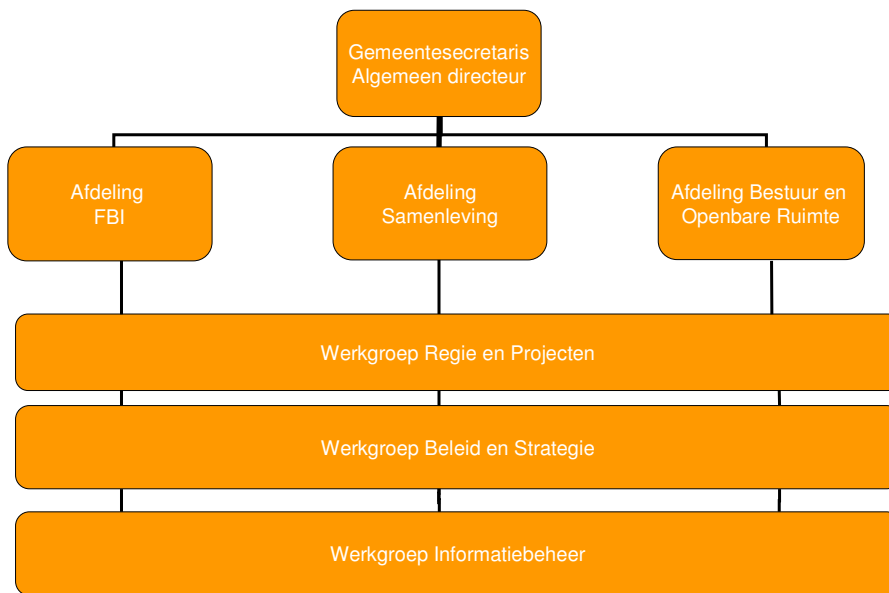 Gemeentesecretaris
Algemeen directeur
Afdeling
FBI
Afdeling
Samenleving
Afdeling Bestuur en
Openbare Ruimte
Werkgroep Regie en Projecten
Werkgroep Beleid en Strategie
Werkgroep Informatiebeheer